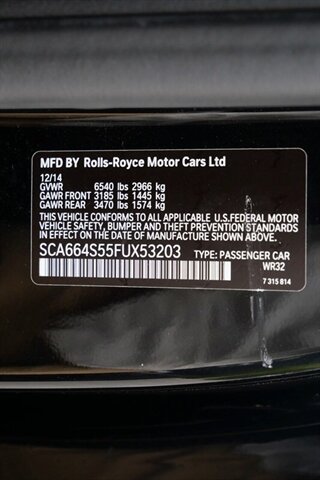 MFD BY Rolls-Royce Motor Cars Ltd
12/14
GVWR 6540 lbs 2966 kg
GAWR FRONT 3185 lbs 1445 kg
GAWR REAR 3470 lbs 1574 kg
THIS VEHICLE CONFORMS TO ALL APPLICABLE U.S.FEDERAL MOTOR
VEHICLE SAFETY, BUMPER AND THEFT PREVENTION STANDARDS
IN EFFECT ON THE DATE OF MANUFACTURE SHOWN ABOVE.
SCA664S55FUX53203 TYPE: PASSENGER CAR
WR32
7 315 814